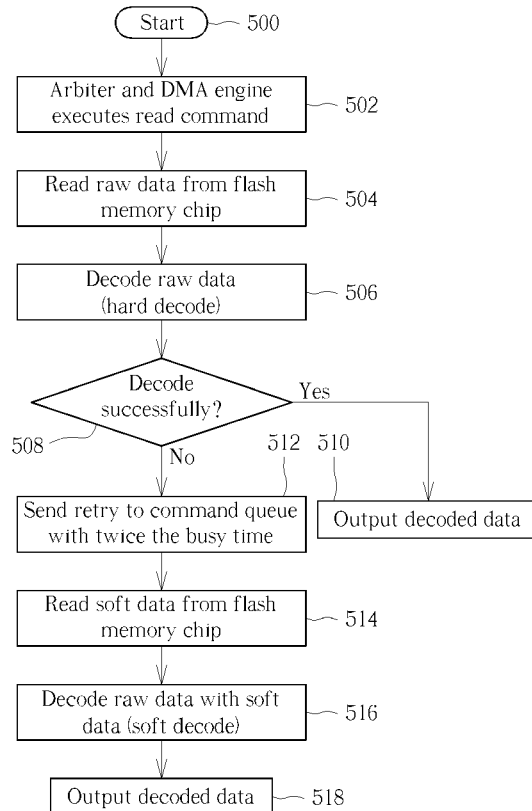 Start
500
Arbiter and DMA engine
executes read command
502
Read raw data from flash
memory chip
504
Decode raw data
(hard decode)
506
Decode
successfully?
Yes
508
No
512
510
Send retry to command queue
with twice the busy time
Output decoded data
Read soft data from flash
memory chip
514
Decode raw data with soft
data (soft decode)
516
Output decoded data
518